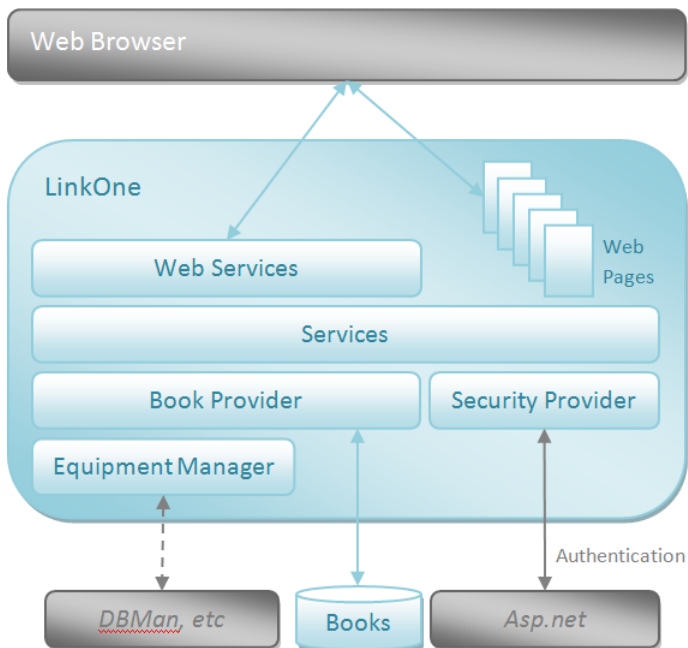 Web Browser
LinkOne
Web
Pages
Web Services
Services
Book Provider
Security Provider
Equipment Manager
Authentication
DBMan, etc
Books
Asp.net